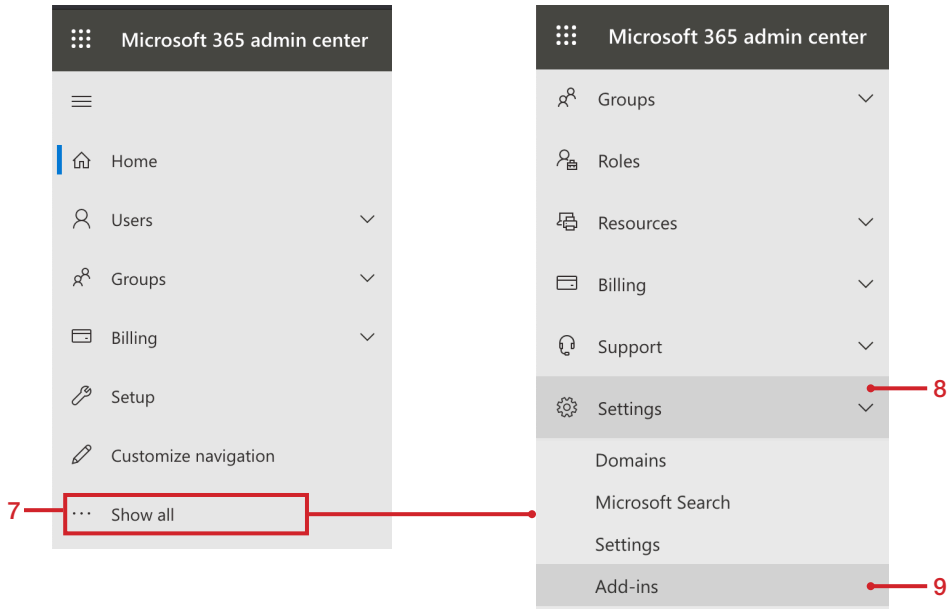 Microsoft 365 admin center
Home
Users
Groups
Billing
Setup
Customize navigation
7
Show all
Microsoft 365 admin center
Groups
Roles
Resources
Billing
Support
8
Settings
Domains
Microsoft Search
Settings
Add-ins
9